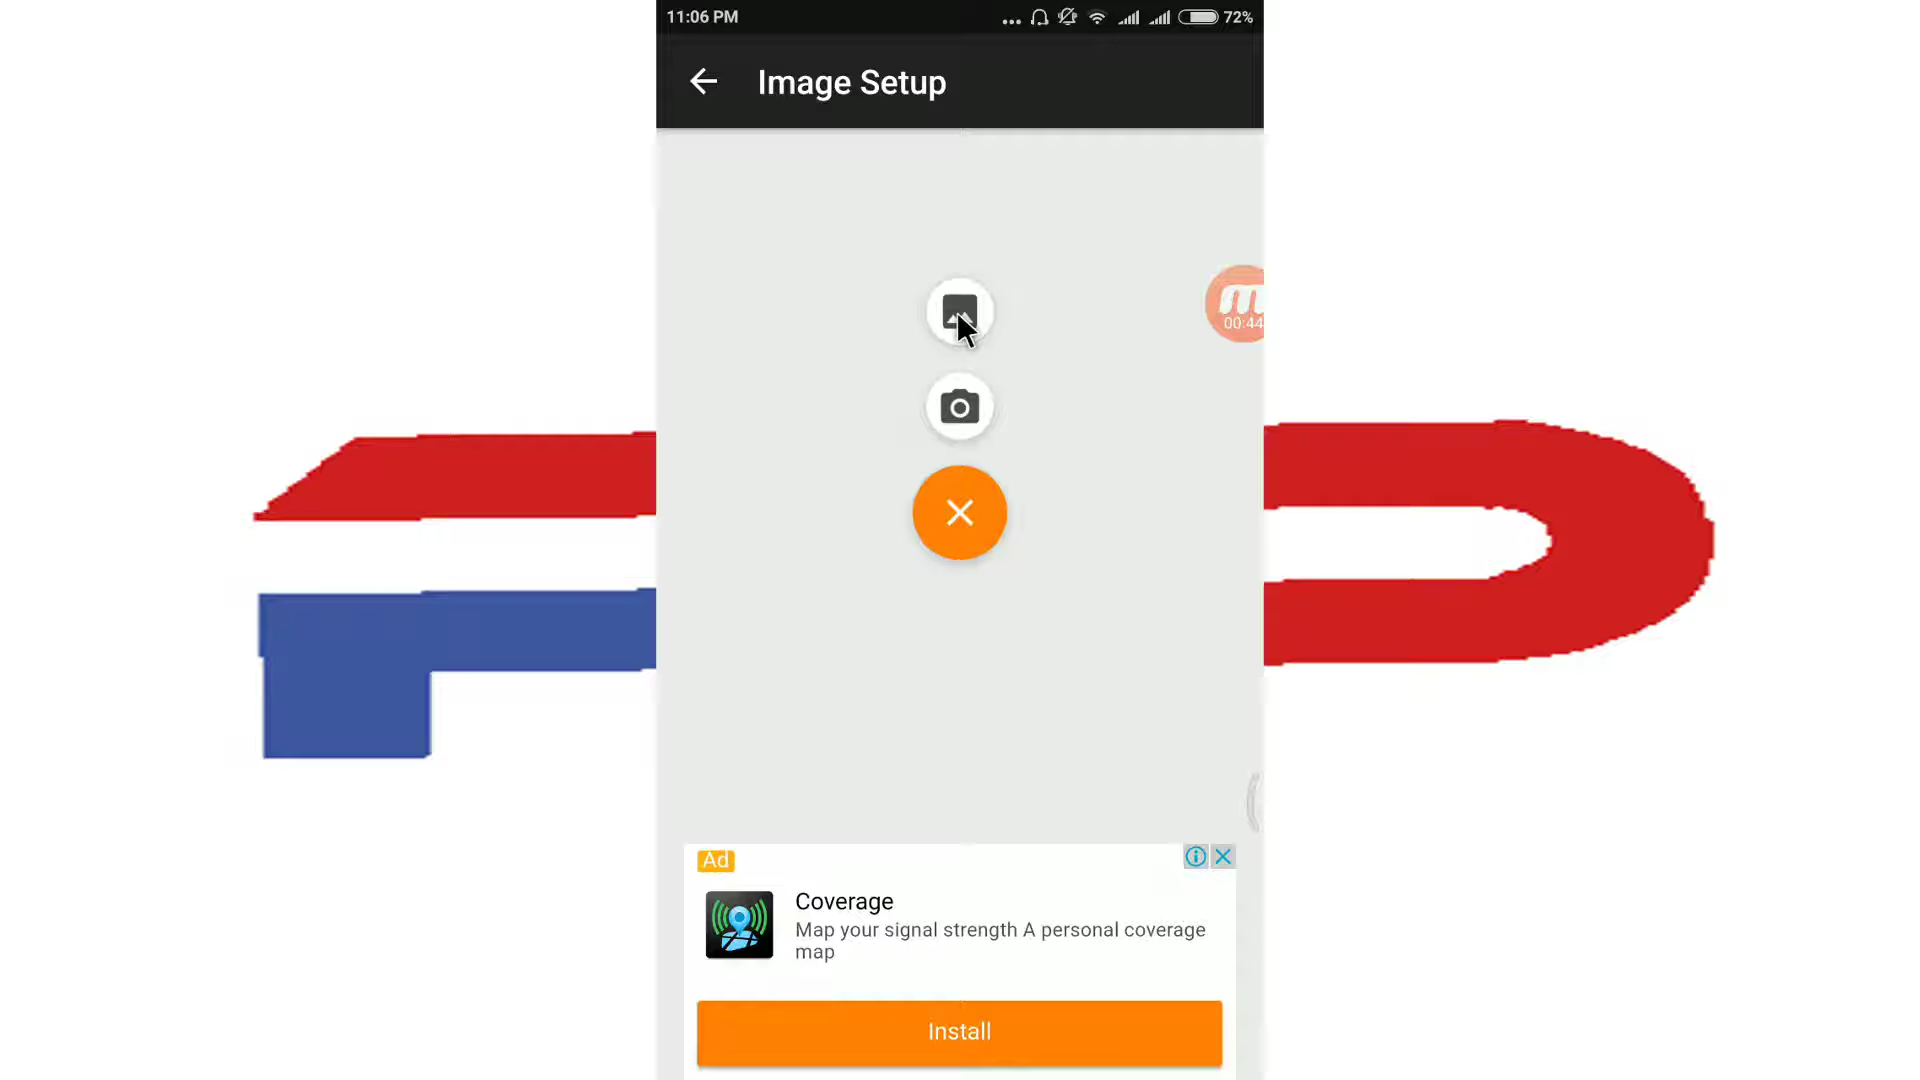 11:06 PM
72%
Image Setup
m
00:44
Ad
Coverage
Map your signal strength A personal coverage
map
Install